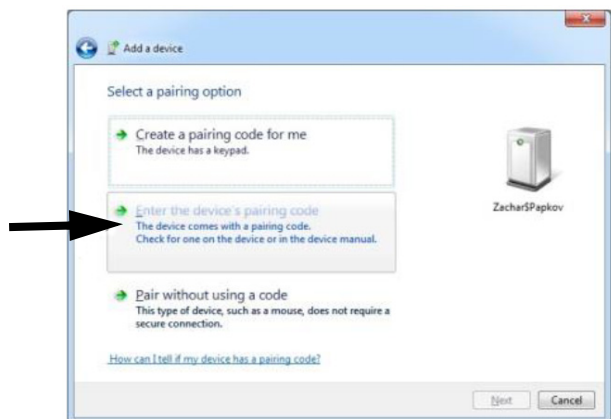 Add a device
Select a pairing option
Create a pairing code for me
The device has a keypad.
Enter the device's pairing code
The device comes with a pairing code.
Check for one on the device or in the device manual.
Zachar$Papkov
Pair without using a code
This type of device, such as a mouse, does not require a
secure connection.
How can I tell if my device has a pairing code?
Next
Cancel